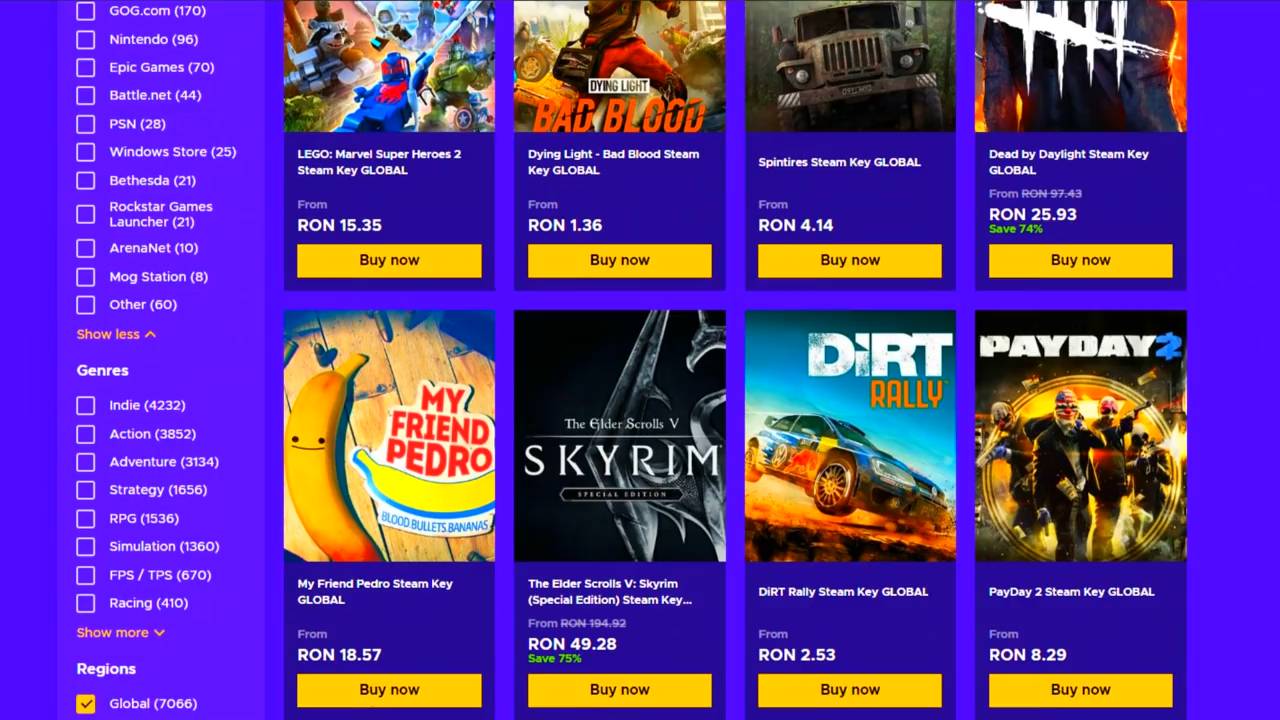 GOG.com (170)
Nintendo (96)
Epic Games (70)
Battle.net (44)
PSN (28)
Windows Store (25)
Bethesda (21)
Rockstar Games
Launcher (21)
ArenaNet (10)
Mog Station (8)
Other (60)
Show less
Genres
Indie (4232)
Action (3852)
Adventure (3134)
Strategy (1656)
RPG (1536)
Simulation (1360)
FPS / TPS (670)
Racing (410)
Show more
Regions
Global (7066)
LEGO: Marvel Super Heroes 2
Steam Key GLOBAL
From
RON 15.35
Buy now
DYING LIGHT
BAD BLOOD
Dying Light - Bad Blood Steam
Key GLOBAL
From
RON 1.36
Buy now
Spintires Steam Key GLOBAL
From
RON 4.14
Buy now
Dead by Daylight Steam Key
GLOBAL
From RON 97.43
RON 25.93
Save 74%
Buy now
MY
FRIEND
PEDRO
BLOOD BULLETS BANANAS
My Friend Pedro Steam Key
GLOBAL
From
RON 18.57
Buy now
The Elder Scrolls V
SKYRIM
SPECIAL EDITION
The Elder Scrolls V: Skyrim
(Special Edition) Steam Key...
From RON 194.92
RON 49.28
Save 75%
Buy now
DiRT
RALLY
DiRT Rally Steam Key GLOBAL
From
RON 2.53
Buy now
PAYDAY 2
PayDay 2 Steam Key GLOBAL
From
RON 8.29
Buy now